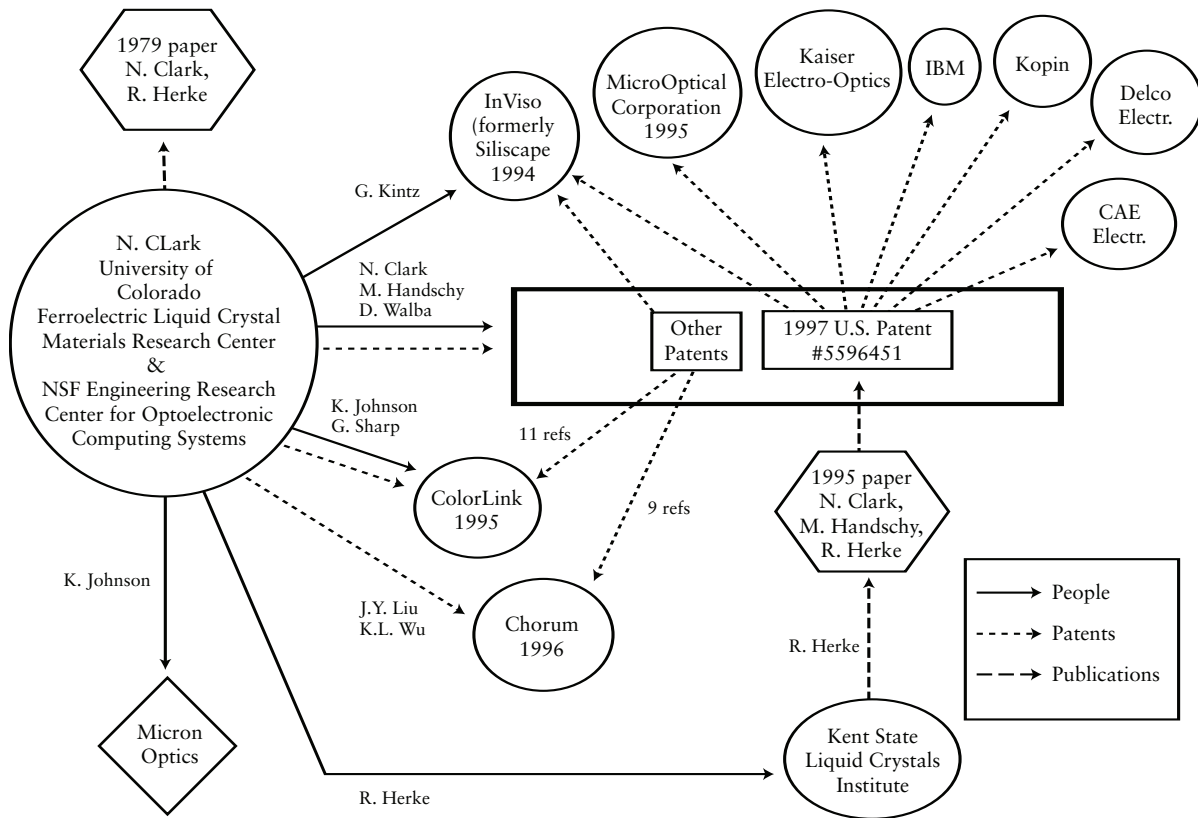 1979 paper
N. Clark,
R. Herke
InViso
(formerly
Siliscape
1994
MicroOptical
Corporation
1995
Kaiser
Electro-Optics
IBM
Kopin
Delco
Electr.
CAE
Electr.
G. Kintz
N. CLark
University of
Colorado
Ferroelectric Liquid Crystal
Materials Research Center
&
NSF Engineering Research
Center for Optoelectronic
Computing Systems
N. Clark
M. Handschy
D. Walba
Other
Patents
1997 U.S. Patent
#5596451
K. Johnson
G. Sharp
11 refs
9 refs
ColorLink
1995
1995 paper
N. Clark,
M. Handschy,
R. Herke
K. Johnson
J.Y. Liu
K.L. Wu
Chorum
1996
R. Herke
People
Patents
Publications
Micron
Optics
Kent State
Liquid Crystals
Institute
R. Herke